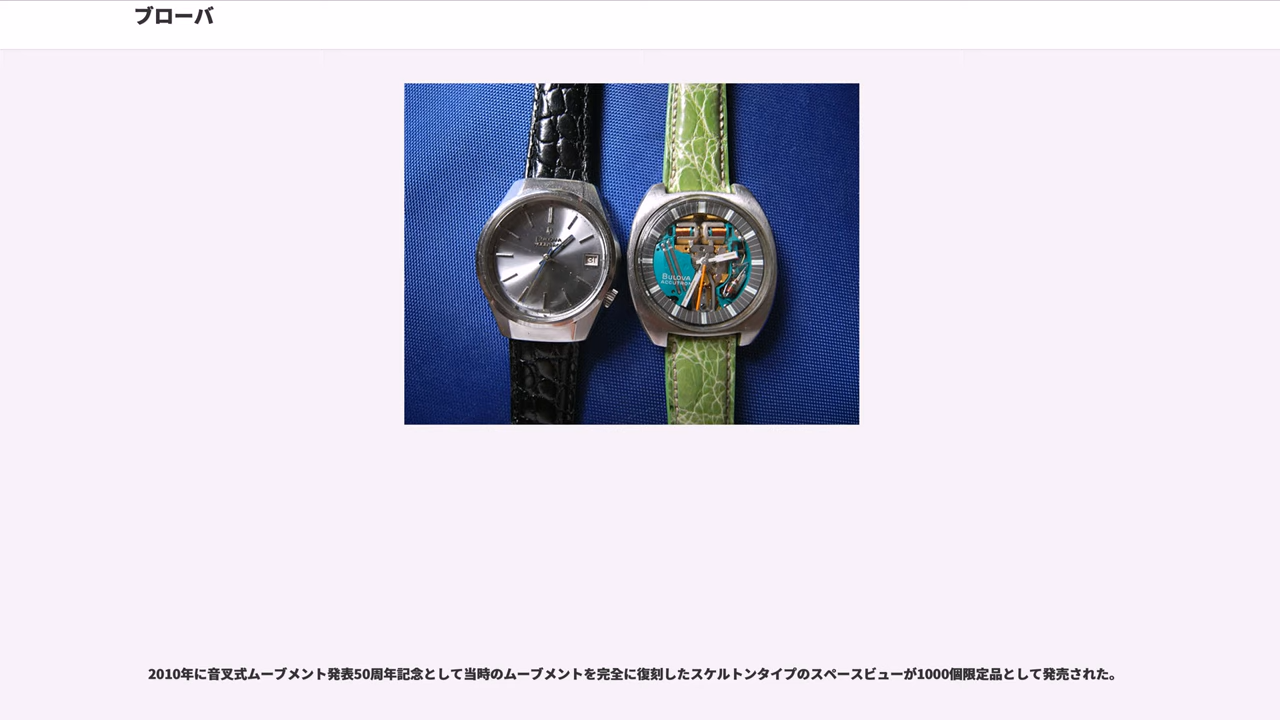 ブローバ
31
BULOVA
ACCUTRON
2010年に音叉式ムーブメント発表50周年記念として当時のムーブメントを完全に復刻したスケルトンタイプのスペースビューが1000個限定品として発売された。